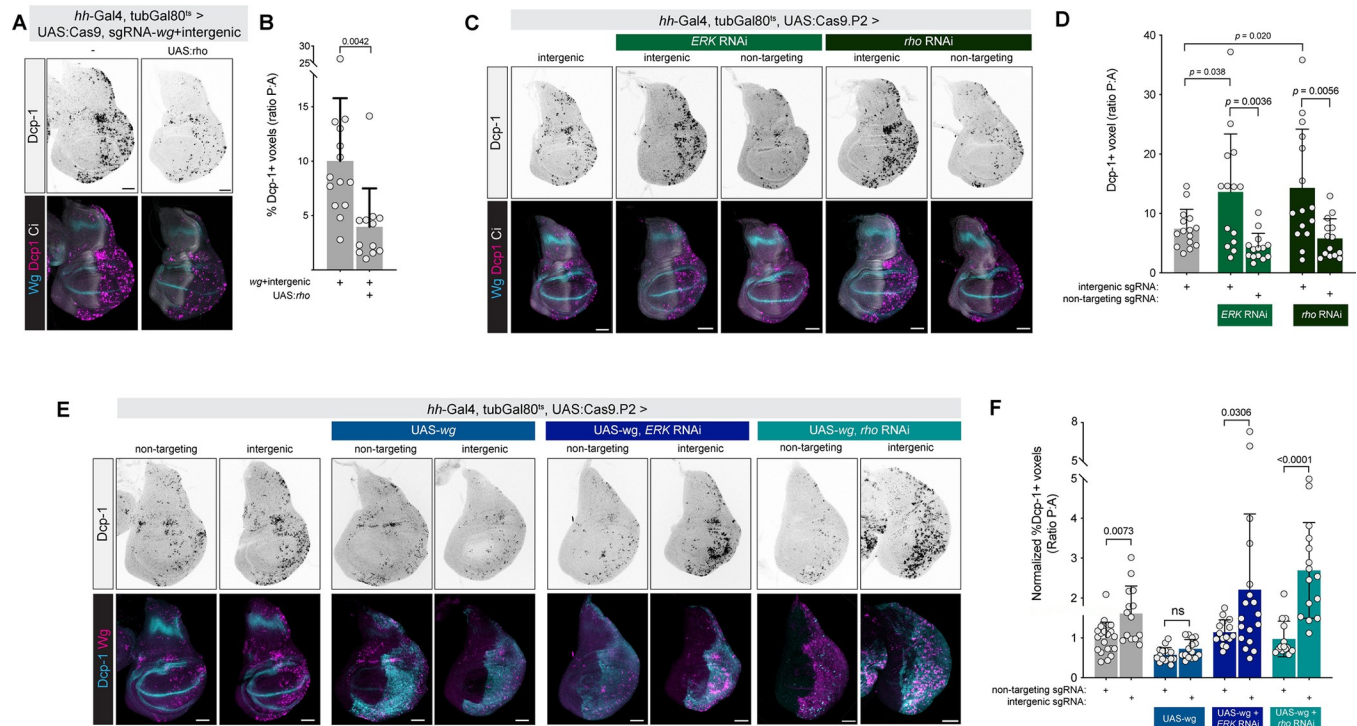 A
hh-Gal4, tubGal80ts >
UAS:Cas9, sgRNA-wg+intergenic
-
UAS:rho
Dcp-1
Wg Dcp1 Ci
B
0.0042
% Dcp-1+ voxels (ratio P:A)
25
15
10
5
wg+intergenic
+
+
UAS:rho
+
C
hh-Gal4, tubGal80ts, UAS:Cas9.P2 >
ERK RNAi
rho RNAi
intergenic
intergenic
non-targeting
intergenic
non-targeting
Dcp-1
Wg Dcp1 Ci
D
Dcp-1+ voxel (ratio P:A)
40
30
20
10
0
p = 0.020
p = 0.038
p = 0.0036
p = 0.0056
intergenic sgRNA:
+
+
+
non-targeting sgRNA:
+
+
ERK RNAi
rho RNAi
E
hh-Gal4, tubGal80ts, UAS:Cas9.P2 >
UAS-wg
UAS-wg, ERK RNAi
UAS-wg, rho RNAi
non-targeting
intergenic
non-targeting
intergenic
non-targeting
intergenic
non-targeting
intergenic
Dcp-1
Dcp-1 Wg
F
Normalized %Dcp-1+ voxels
(Ratio P:A)
8
5
5
4
3
2
1
0
0.0073
ns
0.0306
<0.0001
non-targeting sgRNA:
+
+
+
+
intergenic sgRNA:
+
+
+
+
UAS-wg
UAS-wg +
ERK RNAi
UAS-wg +
rho RNAi